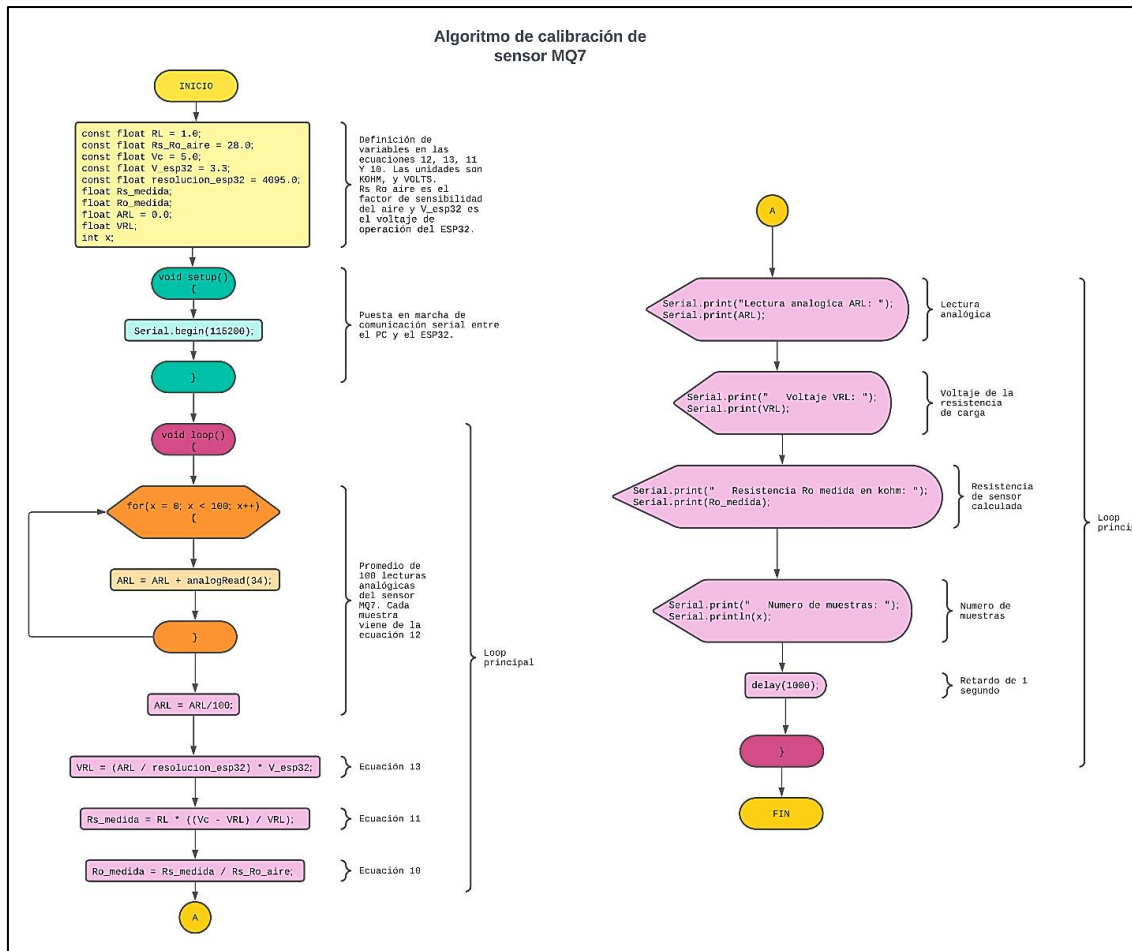 Algoritmo de calibración de
sensor MQ7
INICIO
const float RL = 1.0;
const float Rs_Ro_aire = 28.0;
const float Vc = 5.0;
const float V_esp32 = 3.3;
const float resolucion_esp32 = 4095.0;
float Rs_medida;
float Ro_medida;
float ARL = 0.0;
float VRL;
int x;
Definición de
variables en las
ecuaciones 12, 13, 11
Y 10. Las unidades son
KOHM, y VOLTS.
Rs_Ro_aire es el
factor de sensibilidad
del aire y V_esp32 es
el voltaje de
operación del ESP32.
void setup()
{
Serial.begin(115200);
}
Puesta en marcha de
comunicación serial entre
el PC y el ESP32.
void loop()
{
for(x = 0; x < 100; x++)
{
ARL = ARL + analogRead(34);
}
ARL = ARL/100;
Promedio de
100 lecturas
analógicas
del sensor
MQ7. Cada
muestra
viene de la
ecuación 12
VRL = (ARL / resolucion_esp32) * V_esp32;
Ecuación 13
Rs_medida = RL * ((Vc - VRL) / VRL);
Ecuación 11
Ro_medida = Rs_medida / Rs_Ro_aire;
Ecuación 10
Loop
principal
A
A
Serial.print("Lectura analogica ARL: ");
Serial.print(ARL);
Lectura
analógica
Serial.print("   Voltaje VRL: ");
Serial.print(VRL);
Voltaje de la
resistencia
de carga
Serial.print("   Resistencia Ro medida en kohm: ");
Serial.print(Ro_medida);
Resistencia
de sensor
calculada
Serial.print("   Numero de muestras: ");
Serial.println(x);
Numero de
muestras
delay(1000);
Retardo de 1
segundo
}
Loop
princip
FIN